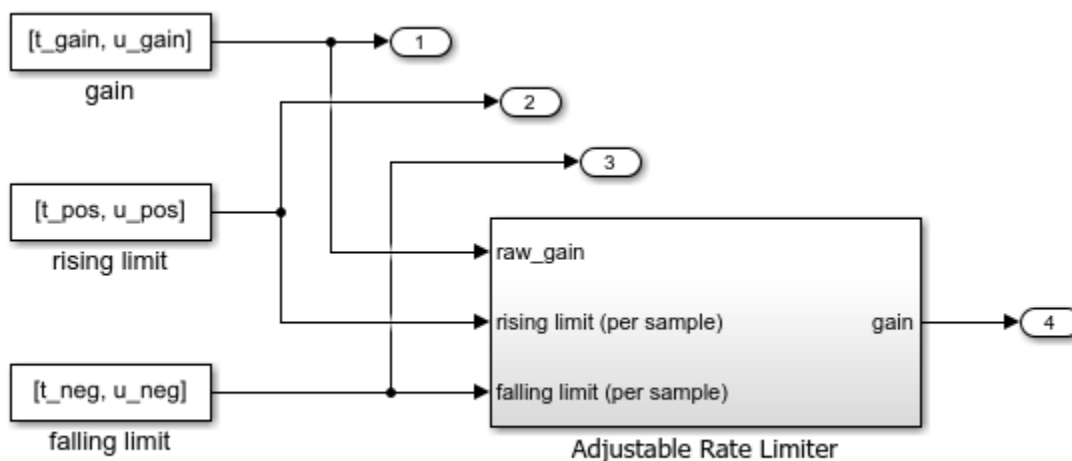 [t_gain, u_gain]
gain
1
2
3
[t_pos, u_pos]
rising limit
raw_gain
rising limit (per sample)
gain
4
[t_neg, u_neg]
falling limit
falling limit (per sample)
Adjustable Rate Limiter